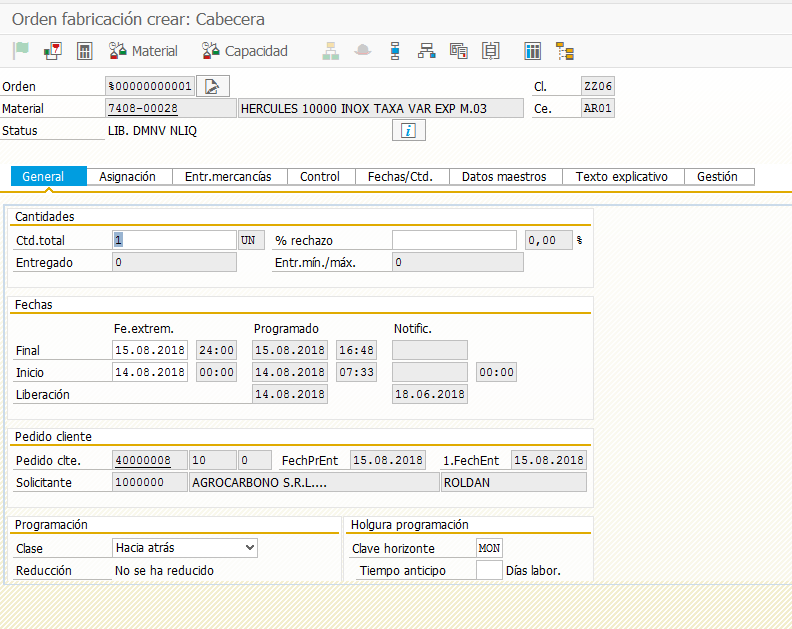 Orden fabricación crear: Cabecera
Material Capacidad
Orden %00000000001 Cl. ZZ06
Material 7408-00028 HERCULES 10000 INOX TAXA VAR EXP M.03 Ce. AR01
Status LIB. DMNV NLIQ
General Asignación Entr.mercancías Control Fechas/Ctd. Datos maestros Texto explicativo Gestión
Cantidades
Ctd.total 1 UN % rechazo 0,00 %
Entregado 0 Entr.mín./máx. 0
Fechas
Fe.extrem. Programado Notific.
Final 15.08.2018 24:00 15.08.2018 16:48
Inicio 14.08.2018 00:00 14.08.2018 07:33 00:00
Liberación 14.08.2018 18.06.2018
Pedido cliente
Pedido clte. 40000008 10 0 FechPrEnt 15.08.2018 1.FechEnt 15.08.2018
Solicitante 1000000 AGROCARBONO S.R.L.... ROLDAN
Programación Holgura programación
Clase Hacia atrás Clave horizonte MON
Reducción No se ha reducido Tiempo anticipo Días labor.